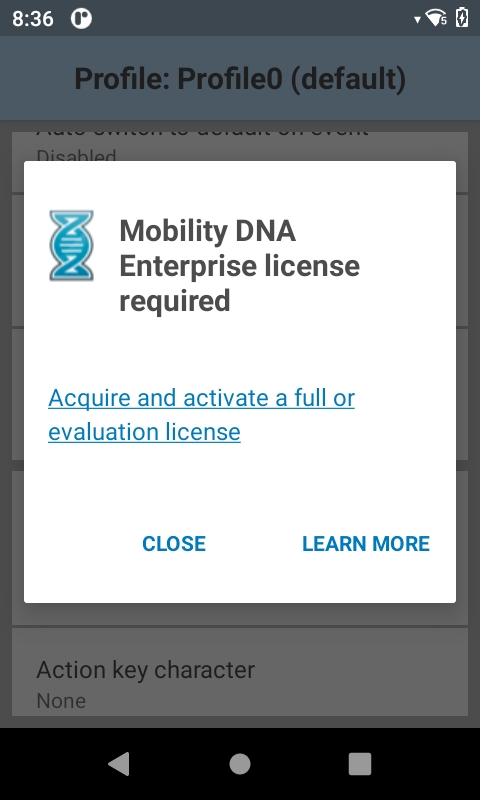 8:36
Profile: Profile0 (default)
Auto switch to default on event
Disabled
Mobility DNA
Enterprise license
required
Acquire and activate a full or
evaluation license
CLOSE
LEARN MORE
Action key character
None